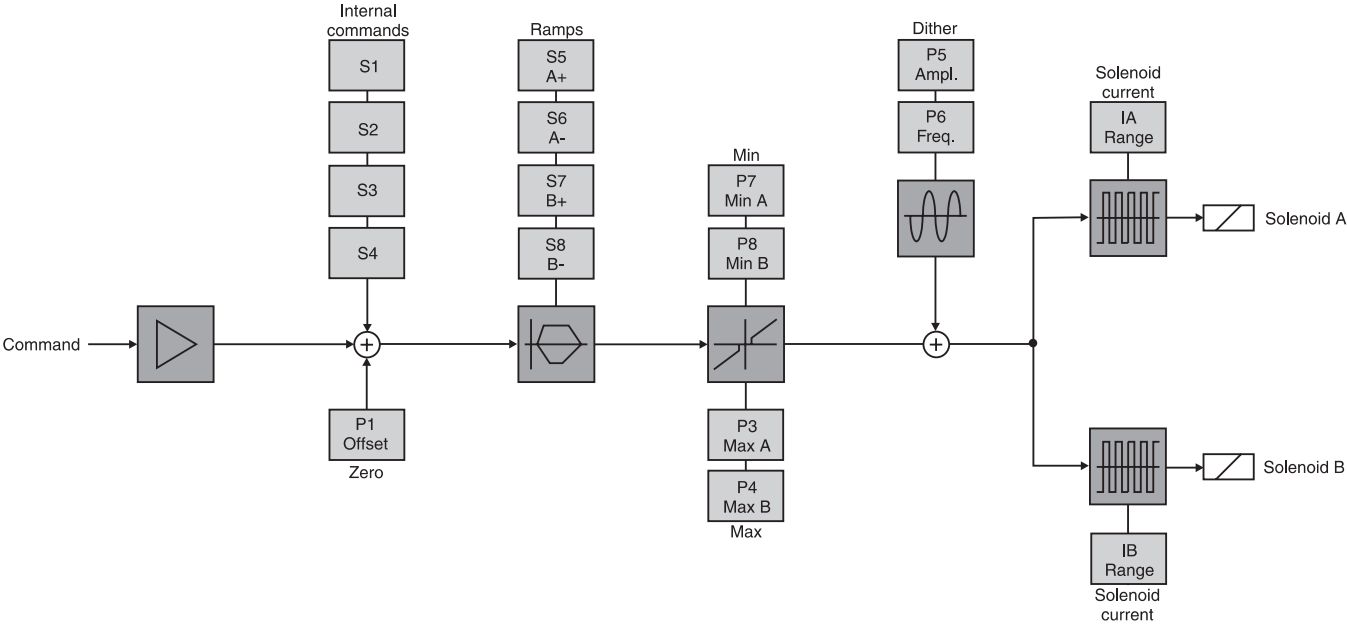 Internal
commands
S1
S2
S3
S4
Ramps
S5
A+
S6
A-
S7
B+
S8
B-
Min
P7
Min A
P8
Min B
Dither
P5
Ampl.
P6
Freq.
Solenoid
current
IA
Range
Solenoid A
Command
P1
Offset
Zero
P3
Max A
P4
Max B
Max
Solenoid B
IB
Range
Solenoid
current